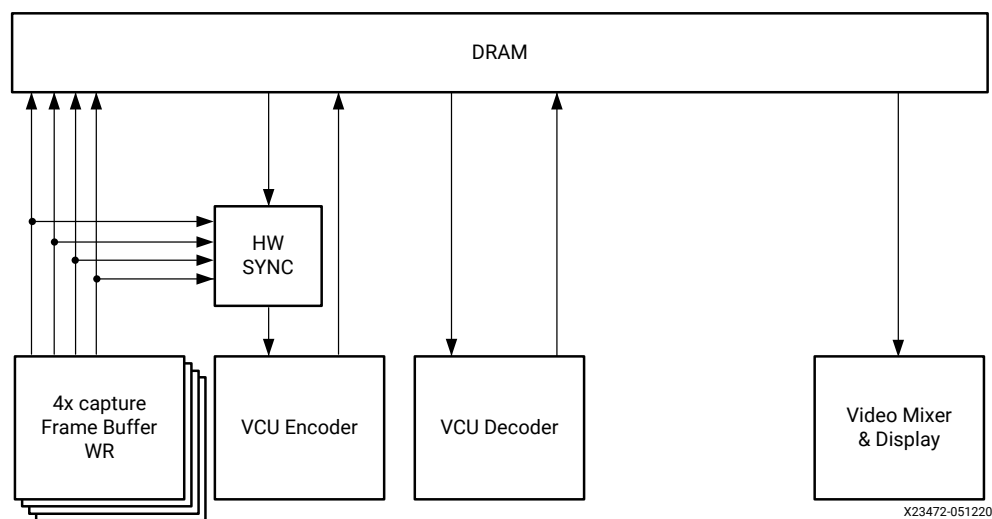 DRAM
HW
SYNC
4x capture
Frame Buffer
WR
VCU Encoder
VCU Decoder
Video Mixer
& Display
X23472-051220